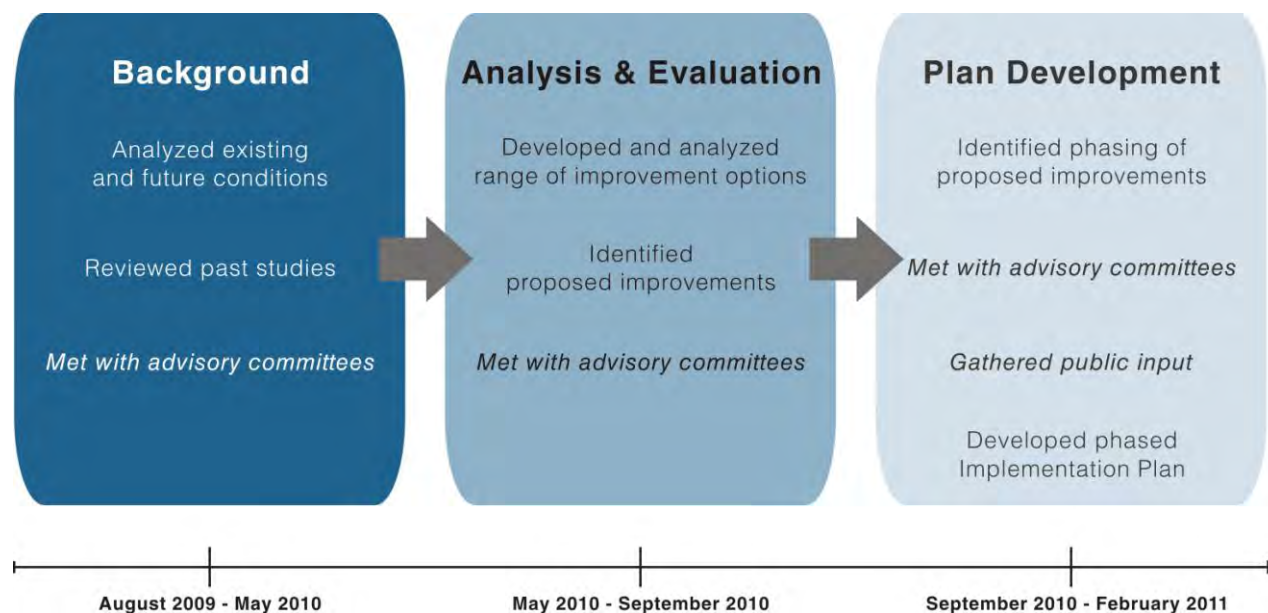 Background
Analyzed existing
and future conditions
Reviewed past studies
Met with advisory committees
Analysis & Evaluation
Developed and analyzed
range of improvement options
Identified
proposed improvements
Met with advisory committees
Plan Development
Identified phasing of
proposed improvements
Met with advisory committees
Gathered public input
Developed phased
Implementation Plan
August 2009 - May 2010
May 2010 - September 2010
September 2010 - February 2011